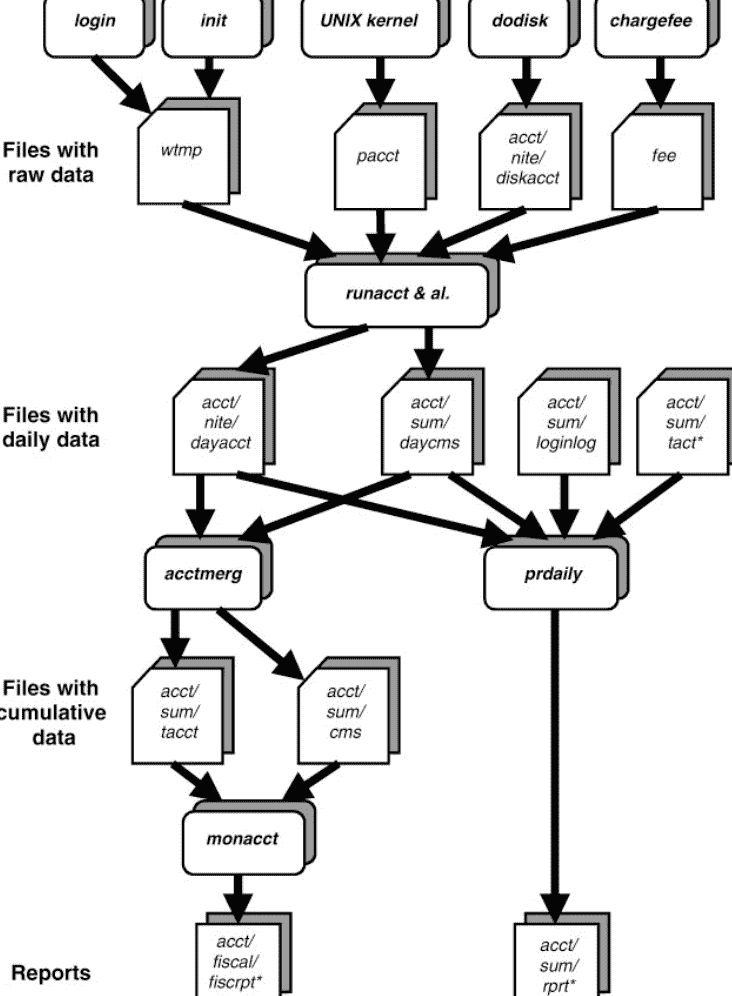 login
init
UNIX kernel
dodisk
chargefee
Files with
raw data
wtmp
pacct
acct/
nite/
diskacct
fee
runacct & al.
Files with
daily data
acct/
nite/
dayacct
acct/
sum/
daycms
acct/
sum/
loginlog
acct/
sum/
tact*
acctmerg
prdaily
Files with
cumulative
data
acct/
sum/
tacct
acct/
sum/
cms
monacct
Reports
acct/
fiscal/
fiscrpt*
acct/
sum/
rprt*